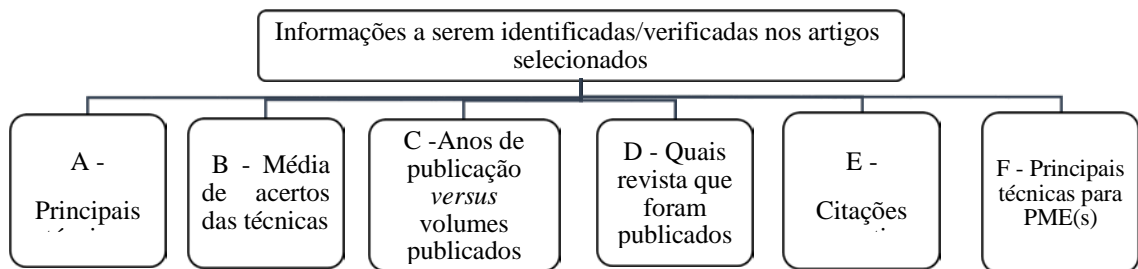 Informações a serem identificadas/verificadas nos artigos
selecionados
A -
Principais
B - Média
de acertos
das técnicas
C -Anos de
publicação
versus
volumes
publicados
D - Quais
revista que
foram
publicados
E -
Citações
F - Principais
técnicas para
PME(s)